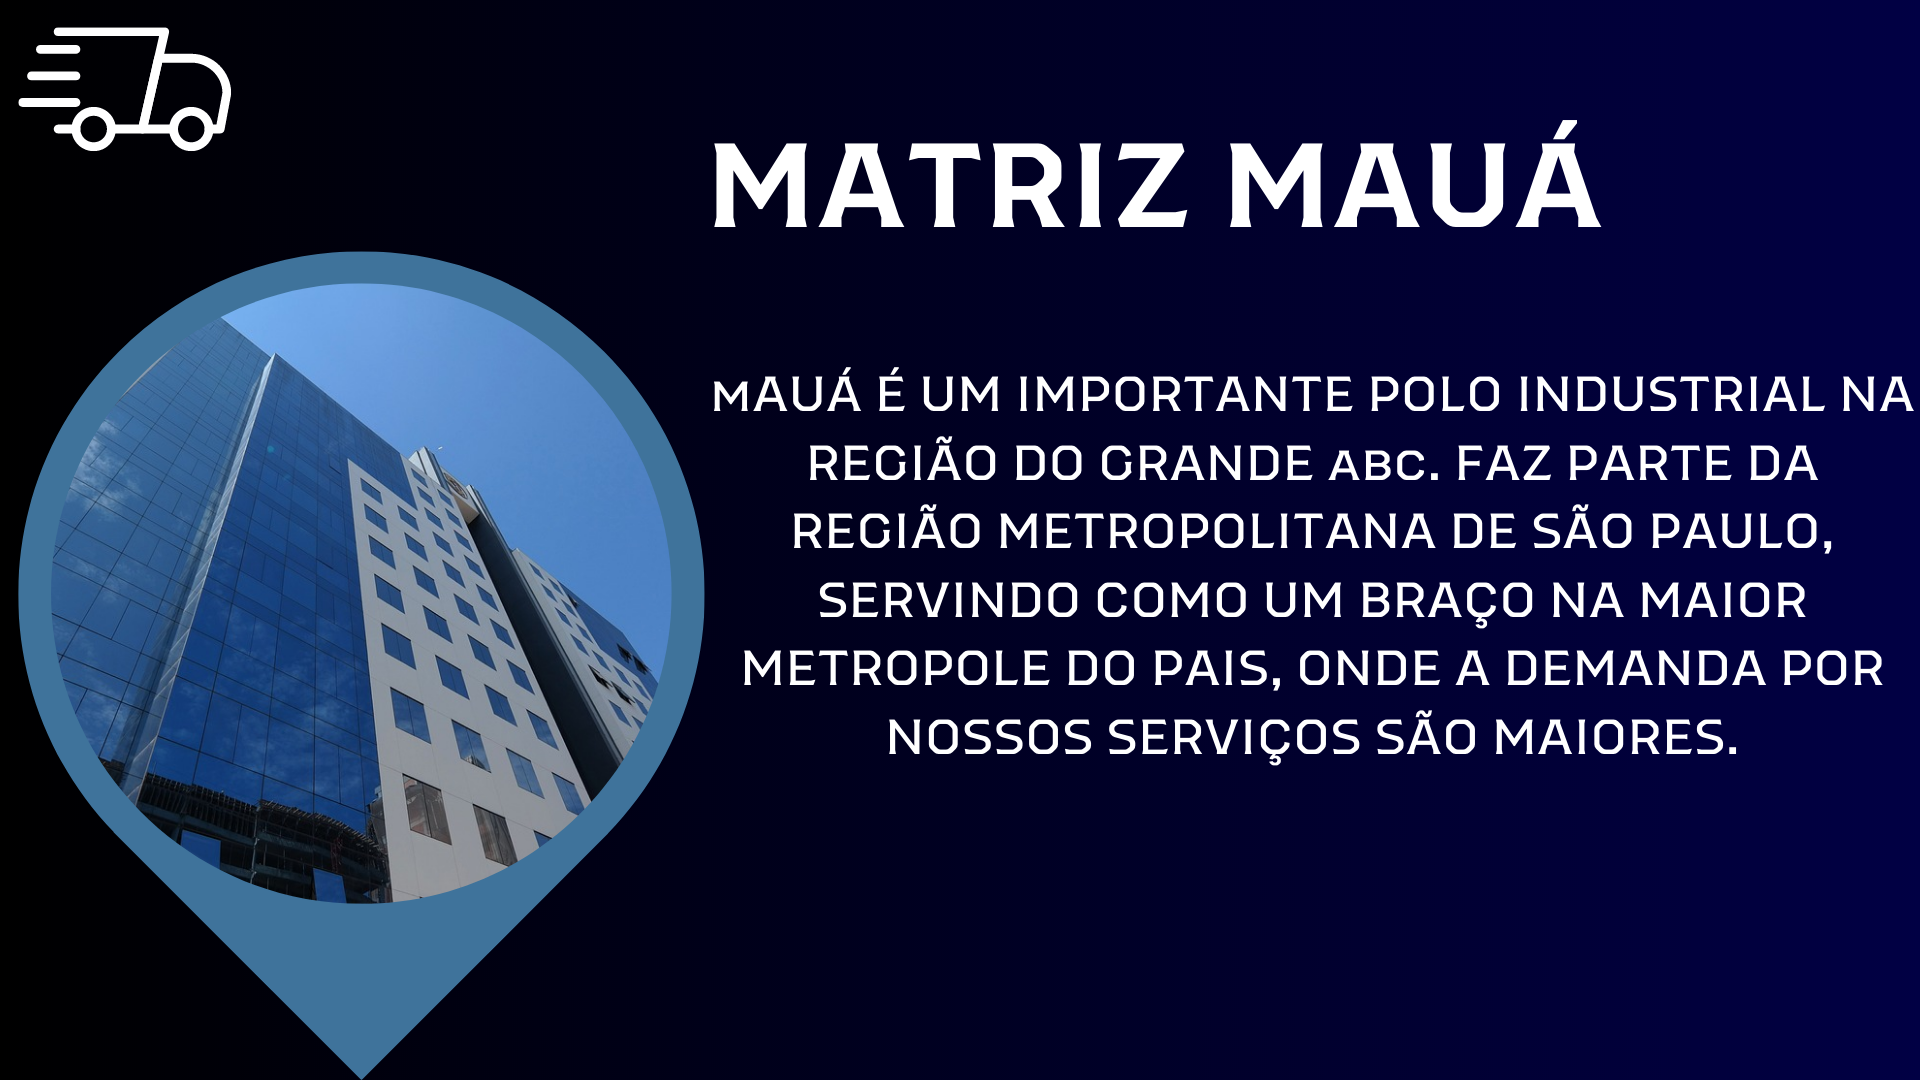 MATRIZ MAUÁ
MAUÁ É UM IMPORTANTE POLO INDUSTRIAL NA
REGIÃO DO GRANDE ABC. FAZ PARTE DA
REGIÃO METROPOLITANA DE SÃO PAULO,
SERVINDO COMO UM BRAÇO NA MAIOR
METROPOLE DO PAIS, ONDE A DEMANDA POR
NOSSOS SERVIÇOS SÃO MAIORES.